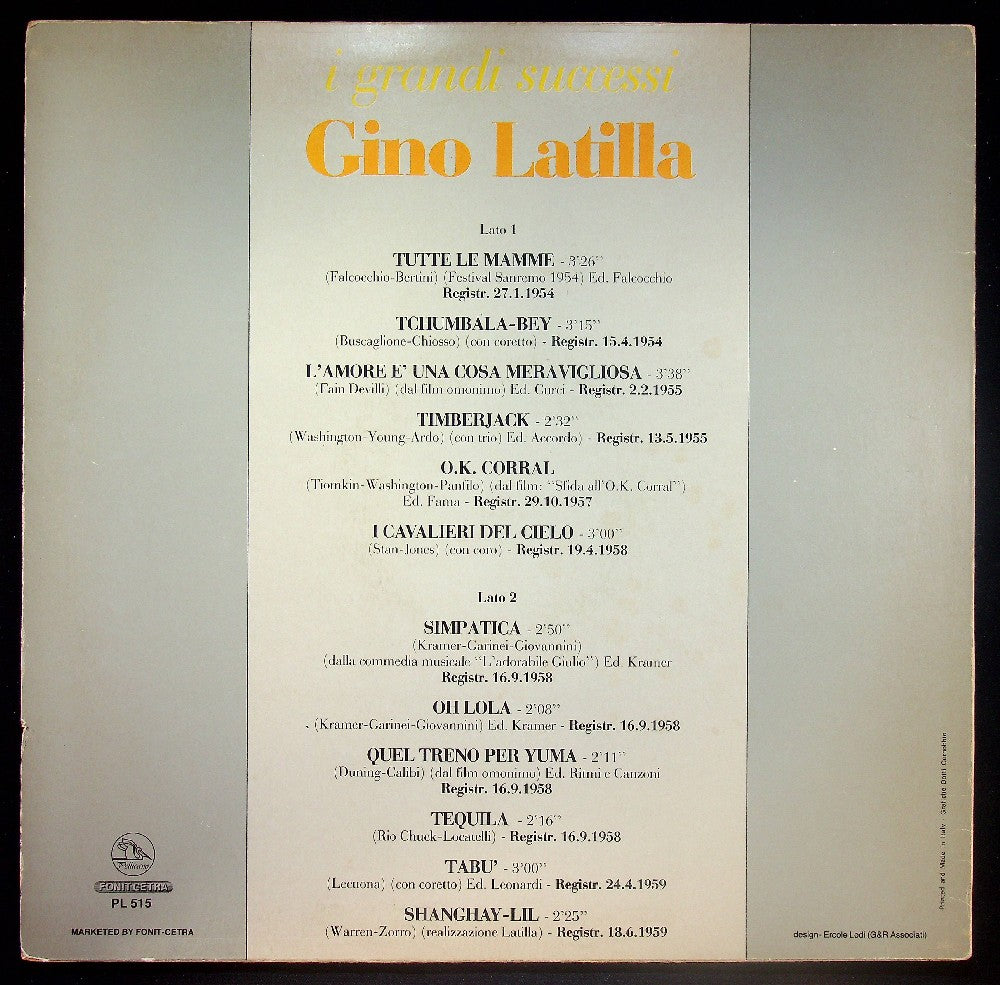 i grandi successi
Gino Latilla
Lato 1
TUTTE LE MAMME - 3'26''
(Falcocchio-Bertini) (Festival Sanremo 1954) Ed. Falcocchio
Registr. 27.1.1954
TCHUMBALA-BEY - 3'15''
(Buscaglione-Chiosso) (con coretto) - Registr. 15.4.1954
L'AMORE E' UNA COSA MERAVIGLIOSA - 3'38''
(Fain Devilli) (dal film omonimo) Ed. Curci - Registr. 2.2.1955
TIMBERJACK - 2'32''
(Washington-Young-Ardo) (con trio) Ed. Accordo) - Registr. 13.5.1955
O.K. CORRAL
(Tiomkin-Washington-Panfilo) (dal film: "Sfida all'O.K. Corral")
Ed. Fama - Registr. 29.10.1957
I CAVALIERI DEL CIELO - 3'00''
(Stan-Jones) (con coro) - Registr. 19.4.1958
Lato 2
SIMPATICA - 2'50''
(Kramer-Garinei-Giovannini)
(dalla commedia musicale "L'adorabile Giulio") Ed. Kramer
Registr. 16.9.1958
OH LOLA - 2'08''
(Kramer-Garinei-Giovannini) Ed. Kramer - Registr. 16.9.1958
QUEL TRENO PER YUMA - 2'11''
(Duning-Calibi) (dal film omonimo) Ed. Ritmi e Canzoni
Registr. 16.9.1958
TEQUILA - 2'16''
(Rio Chuck-Locatelli) - Registr. 16.9.1958
TABU' - 3'00''
(Lecuona) (con coretto) Ed. Leonardi - Registr. 24.4.1959
SHANGHAY-LIL - 2'25''
(Warren-Zorro) (realizzazione Latilla) - Registr. 18.6.1959
FONIT-CETRA
PL 515
MARKETED BY FONIT-CETRA
design - Ercole Lodi (G&R Associati)
Printed and Made in Italy - Grafiche Donti